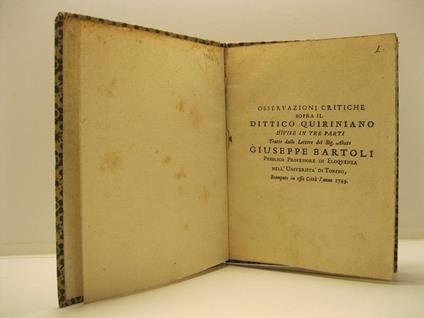 1.
OSSERVAZIONI CRITICHE
SOPRA IL
DITTICO QUIRINIANO
DIVISE IN TRE PARTI
Tratte dalle Lettere del Sig. Abate
GIUSEPPE BARTOLI
PUBBLICO PROFESSORE DI ELOQUENZA
NELL' UNIVERSITA' DI TORINO,
Stampate in essa Città l'anno 1749.